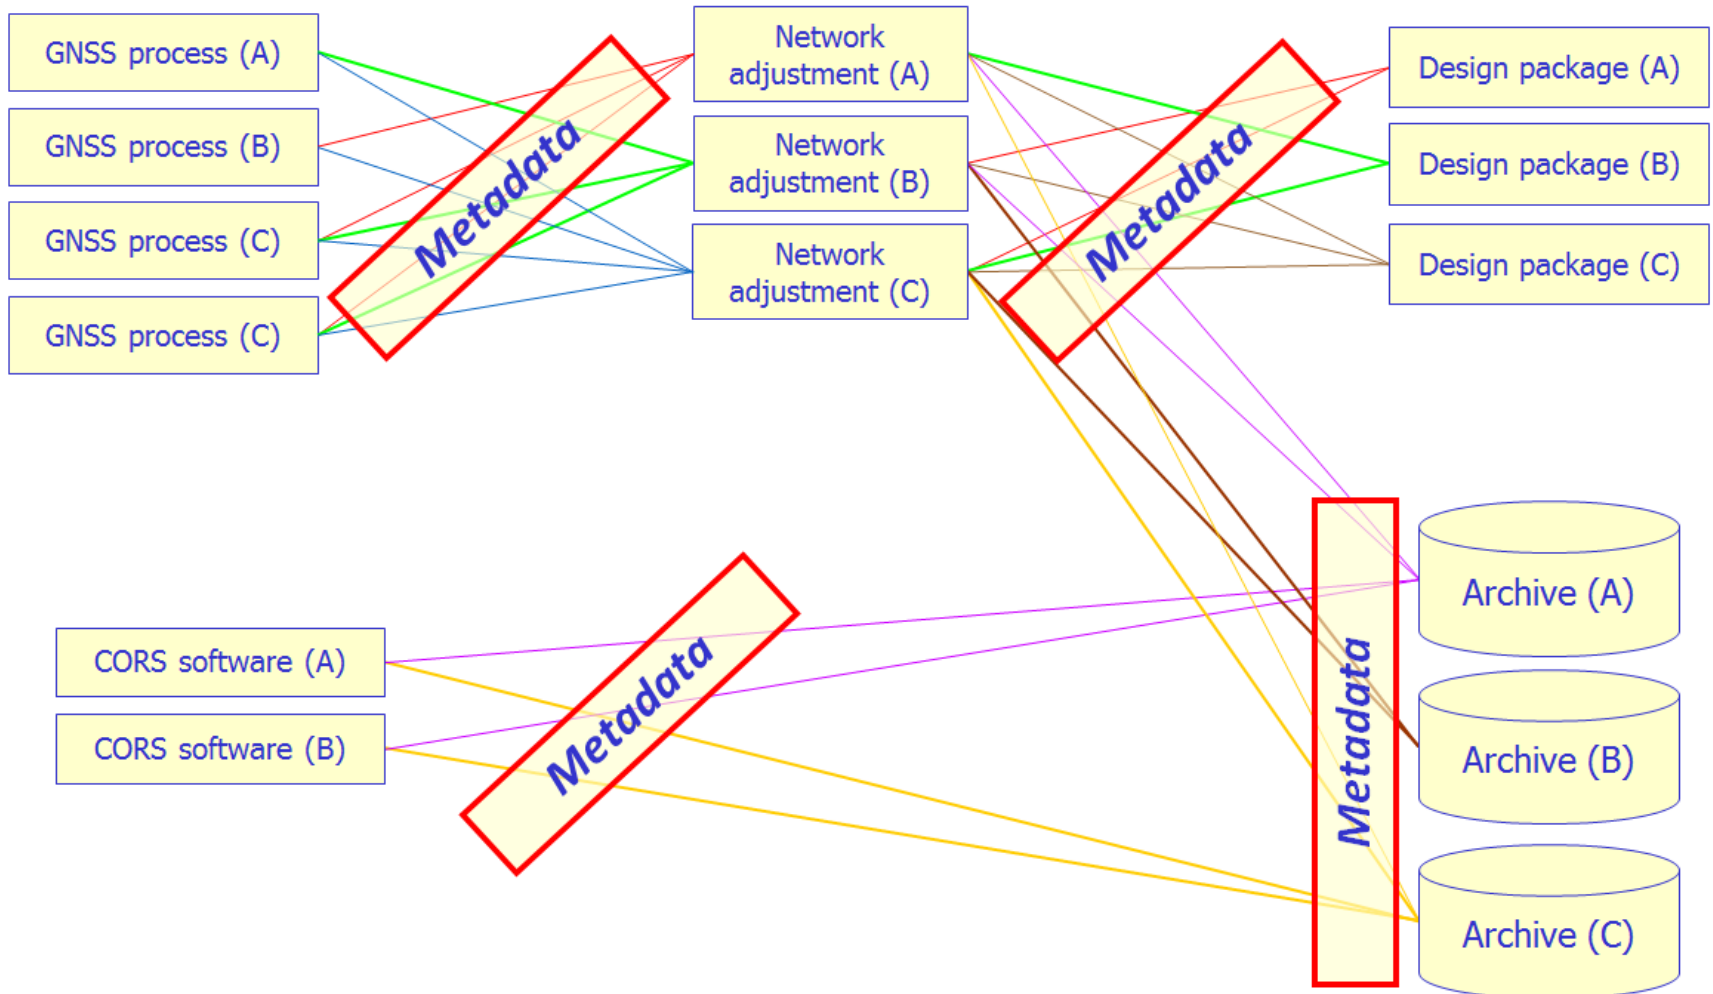 GNSS process (A)
GNSS process (B)
GNSS process (C)
GNSS process (C)
Metadata
Network
adjustment (A)
Network
adjustment (B)
Network
adjustment (C)
Metadata
Design package (A)
Design package (B)
Design package (C)
CORS software (A)
CORS software (B)
Metadata
Metadata
Archive (A)
Archive (B)
Archive (C)